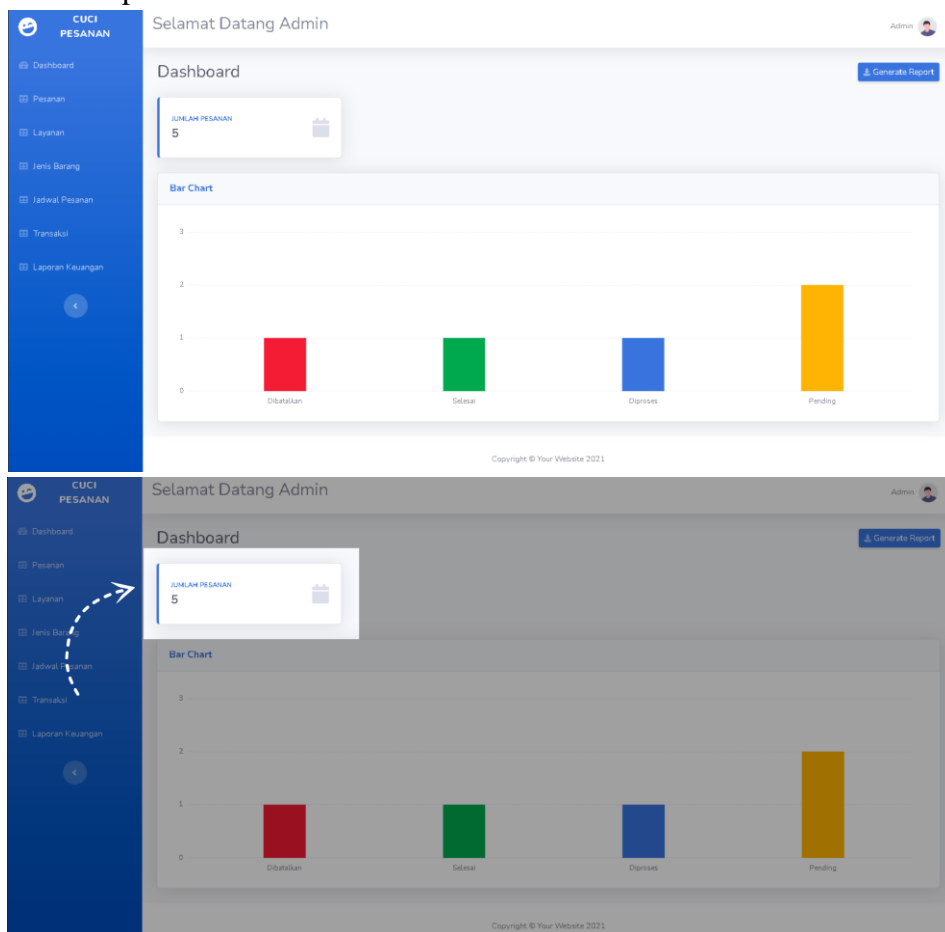 CUCI
PESANAN
Selamat Datang Admin
Admin
Dashboard
Dashboard
Generate Report
Pesanan
JUMLAH PESANAN
5
Layanan
Jenis Barang
Bar Chart
Jadwal Pesanan
Transaksi
Laporan Keuangan
3
2
1
0
Dibatalkan
Selesai
Diproses
Pending
Copyright © Your Website 2021
CUCI
PESANAN
Selamat Datang Admin
Admin
Dashboard
Dashboard
Generate Report
Pesanan
JUMLAH PESANAN
5
Layanan
Jenis Barang
Bar Chart
Jadwal Pesanan
Transaksi
Laporan Keuangan
3
2
1
0
Dibatalkan
Selesai
Diproses
Pending
Copyright © Your Website 2021